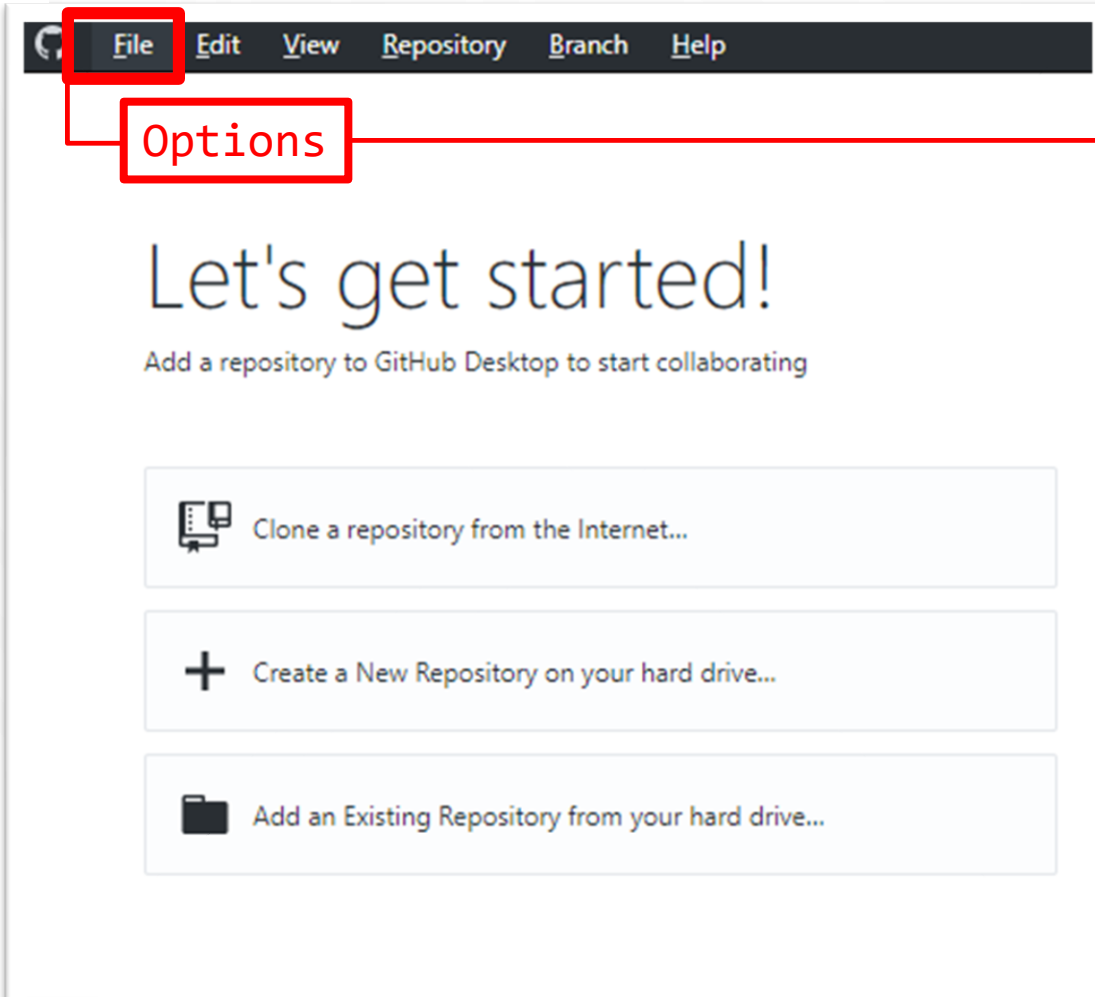 File Edit View Repository Branch Help
Options
Let's get started!
Add a repository to GitHub Desktop to start collaborating
Clone a repository from the Internet...
Create a New Repository on your hard drive...
Add an Existing Repository from your hard drive...